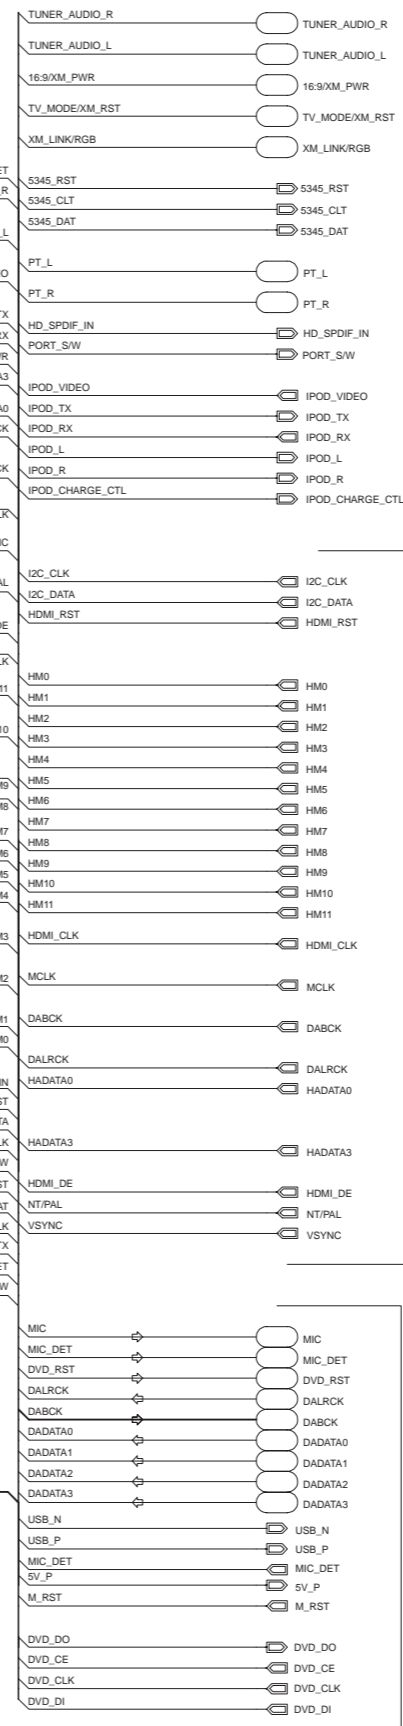 TUNER_AUDIO_R TUNER_AUDIO_R
TUNER_AUDIO_L TUNER_AUDIO_L
16:9/XM_PWR 16:9/XM_PWR
TV_MODE/XM_RST TV_MODE/XM_RST
XM_LINK/RGB XM_LINK/RGB
5345_RST 5345_RST
5345_CLT 5345_CLT
5345_DAT 5345_DAT
PT_L PT_L
PT_R PT_R
HD_SPDIF_IN HD_SPDIF_IN
PORT_S/W PORT_S/W
IPOD_VIDEO IPOD_VIDEO
IPOD_TX IPOD_TX
IPOD_RX IPOD_RX
IPOD_L IPOD_L
IPOD_R IPOD_R
IPOD_CHARGE_CTL IPOD_CHARGE_CTL
I2C_CLK I2C_CLK
I2C_DATA I2C_DATA
HDMI_RST HDMI_RST
HM0 HM0
HM1 HM1
HM2 HM2
HM3 HM3
HM4 HM4
HM5 HM5
HM6 HM6
HM7 HM7
HM8 HM8
HM9 HM9
HM10 HM10
HM11 HM11
HDMI_CLK HDMI_CLK
MCLK MCLK
DABCK DABCK
DALRCK DALRCK
HADATA0 HADATA0
HADATA3 HADATA3
HDMI_DE HDMI_DE
NT/PAL NT/PAL
VSYNC VSYNC
MIC MIC
MIC_DET MIC_DET
DVD_RST DVD_RST
DALRCK DALRCK
DABCK DABCK
DADATA0 DADATA0
DADATA1 DADATA1
DADATA2 DADATA2
DADATA3 DADATA3
USB_N USB_N
USB_P USB_P
MIC_DET MIC_DET
5V_P 5V_P
M_RST M_RST
DVD_DO DVD_DO
DVD_CE DVD_CE
DVD_CLK DVD_CLK
DVD_DI DVD_DI